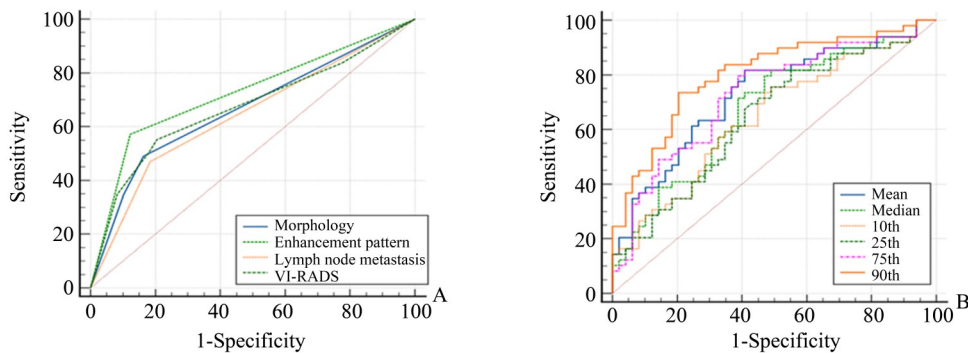 100
80
60
40
20
0
Sensitivity
0 20 40 60 80 100
1-Specificity
Morphology
Enhancement pattern
Lymph node metastasis
VI-RADS
A
100
80
60
40
20
0
Sensitivity
0 20 40 60 80 100
1-Specificity
Mean
Median
10th
25th
75th
90th
B